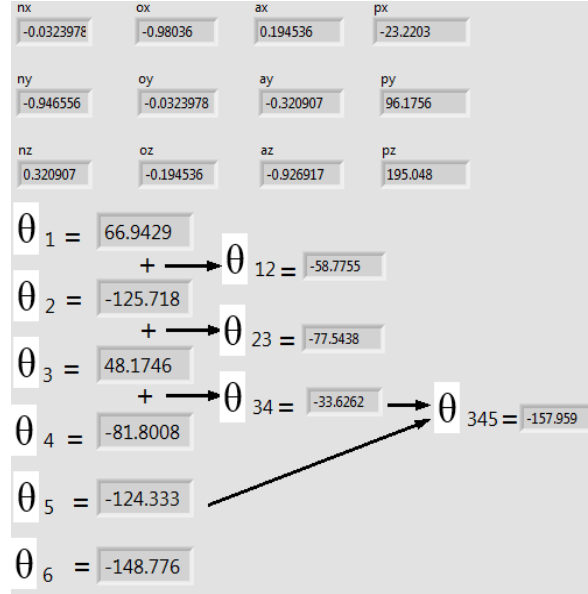 nx ox ax px
-0.0323978 -0.98036 0.194536 -23.2203
ny oy ay py
-0.946556 -0.0323978 -0.320907 96.1756
nz oz az pz
0.320907 -0.194536 -0.926917 195.048
θ 1 = 66.9429
+ θ 12 = -58.7755
θ 2 = -125.718
+ θ 23 = -77.5438
θ 3 = 48.1746
+ θ 34 = -33.6262 θ 345 = -157.959
θ 4 = -81.8008
θ 5 = -124.333
θ 6 = -148.776